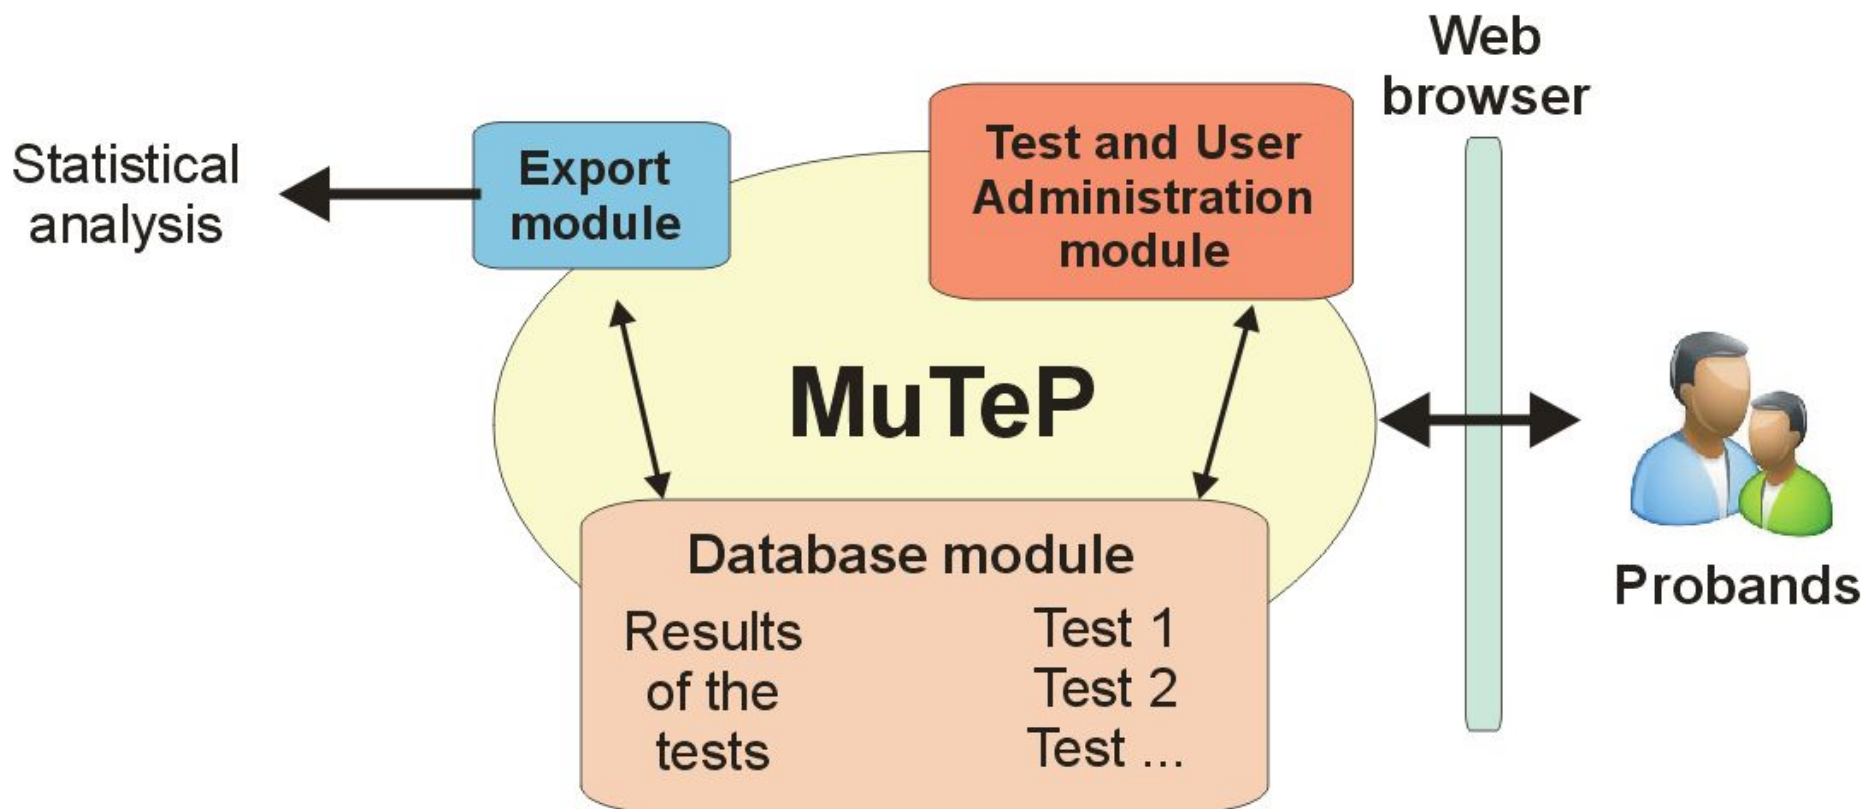 Web
browser
Statistical
analysis
Export
module
Test and User
Administration
module
MuTeP
Probands
Database module
Results
of the
tests
Test 1
Test 2
Test ...